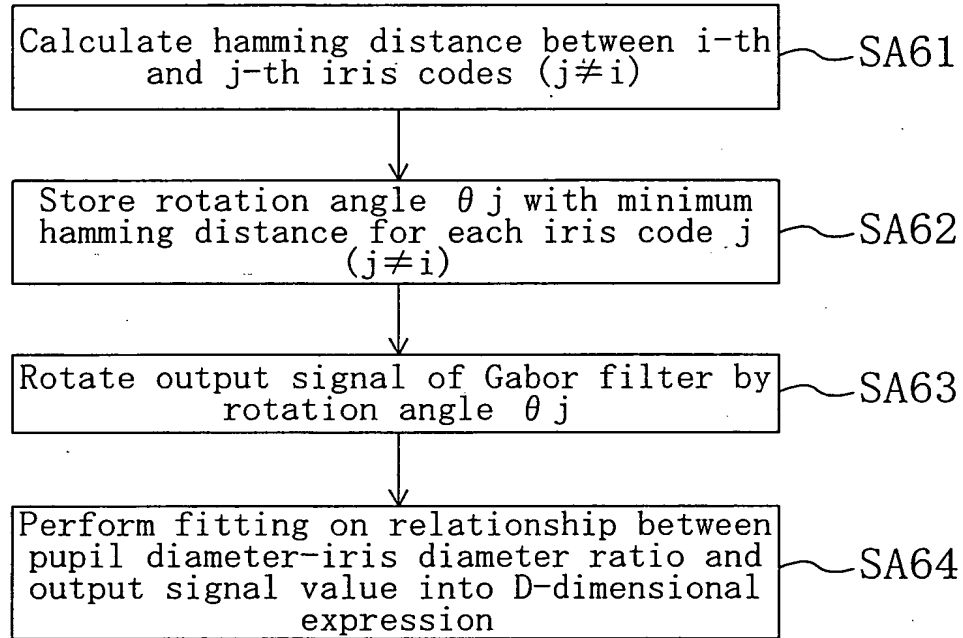 Calculate hamming distance between i-th
and j-th iris codes (j≠i)
SA61
Store rotation angle θ j with minimum
hamming distance for each iris code j
(j≠i)
SA62
Rotate output signal of Gabor filter by
rotation angle θ j
SA63
Perform fitting on relationship between
pupil diameter-iris diameter ratio and
output signal value into D-dimensional
expression
SA64